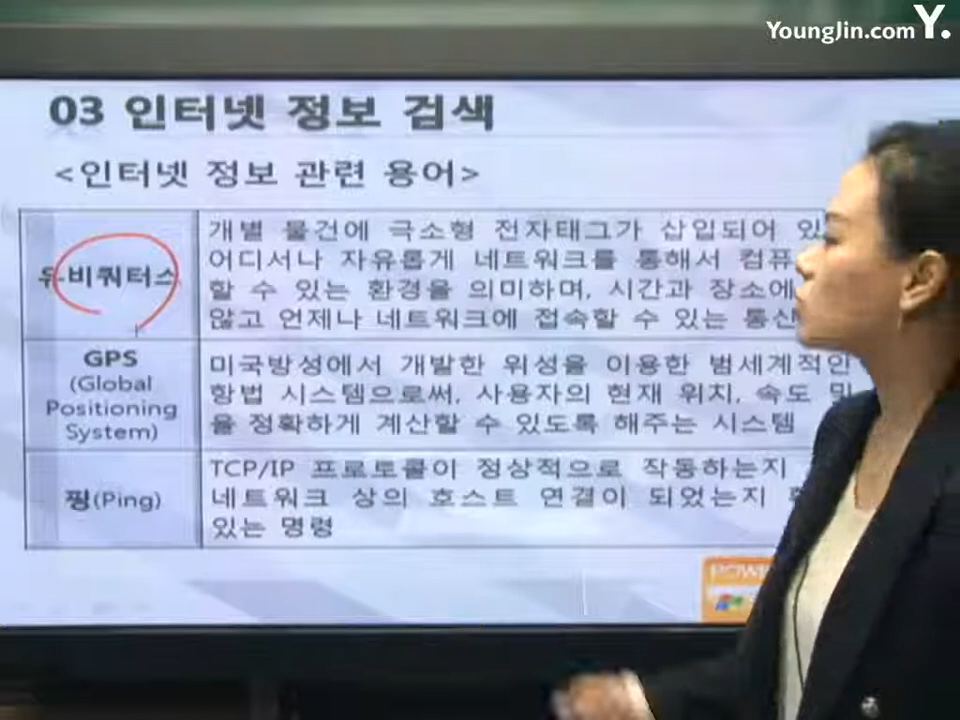 YoungJin.com Y.
03 인터넷 정보 검색
<인터넷 정보 관련 용어>
유비쿼터스
개별 물건에 극소형 전자태그가 삽입되어
어디서나 자유롭게 네트워크를 통해서
할 수 있는 환경을 의미하며, 시간과 장소에
않고 언제나 네트워크에 접속할 수 있는 통신
GPS
(Global
Positioning
System)
미국방성에서 개발한 위성을 이용한 범세계적인
항법 시스템으로써, 사용자의 현재 위치, 속도 및
을 정확하게 계산할 수 있도록 해주는 시스템
핑(Ping)
TCP/IP 프로토콜이 정상적으로 작동하는지
네트워크 상의 호스트 연결이 되었는지
있는 명령